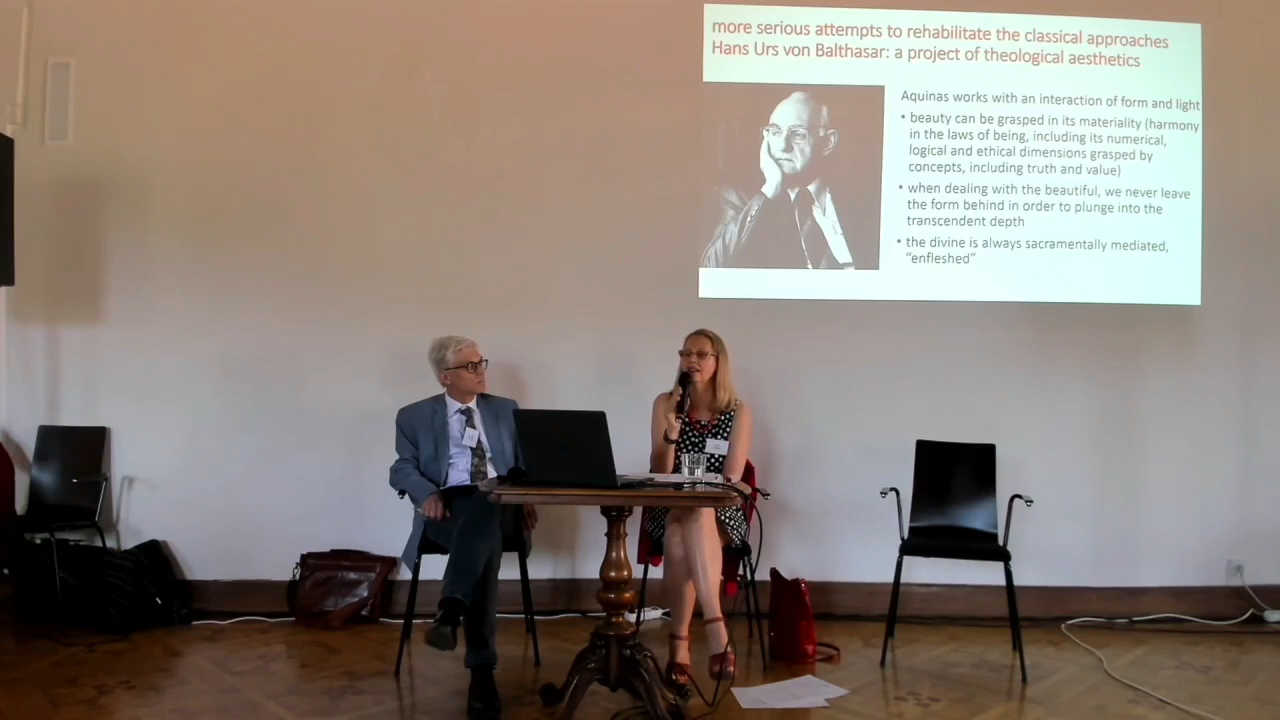 more serious attempts to rehabilitate the classical approaches
Hans Urs von Balthasar: a project of theological aesthetics
Aquinas works with an interaction of form and light
• beauty can be grasped in its materiality (harmony
in the laws of being, including its numerical,
logical and ethical dimensions grasped by
concepts, including truth and value)
• when dealing with the beautiful, we never leave
the form behind in order to plunge into the
transcendent depth
• the divine is always sacramentally mediated,
“enfleshed”